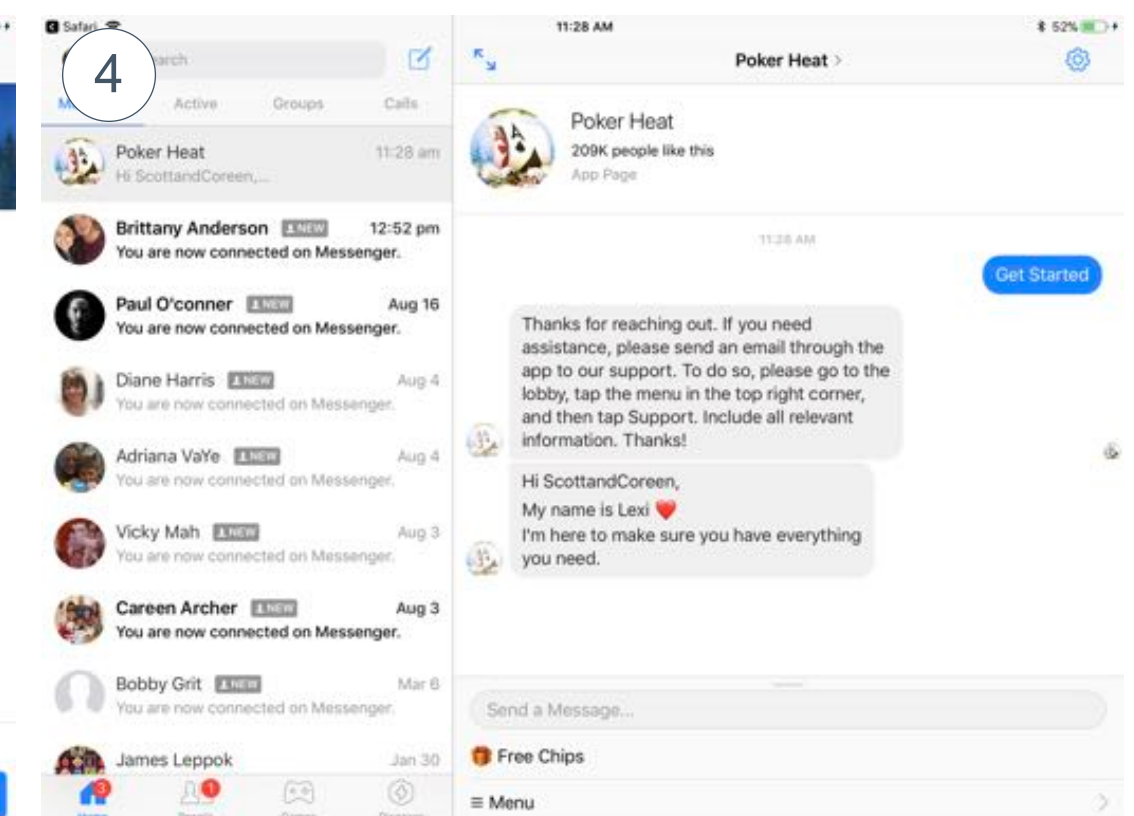 Safari
11:28 AM
52%
4
Search
Active
Groups
Calls
Poker Heat
11:28 am
Hi ScottandCoreen,...
Brittany Anderson NEW
12:52 pm
You are now connected on Messenger.
Paul O'conner NEW
Aug 16
You are now connected on Messenger.
Diane Harris NEW
Aug 4
You are now connected on Messenger.
Adriana VaYe NEW
Aug 4
You are now connected on Messenger.
Vicky Mah NEW
Aug 3
You are now connected on Messenger.
Careen Archer NEW
Aug 3
You are now connected on Messenger.
Bobby Grit NEW
Mar 6
You are now connected on Messenger.
James Leppok
Jan 30
3
1
Home
People
Games
Discover
Poker Heat >
Poker Heat
209K people like this
App Page
11:28 AM
Get Started
Thanks for reaching out. If you need
assistance, please send an email through the
app to our support. To do so, please go to the
lobby, tap the menu in the top right corner,
and then tap Support. Include all relevant
information. Thanks!
Hi ScottandCoreen,
My name is Lexi ❤️
I'm here to make sure you have everything
you need.
Send a Message...
🎁 Free Chips
≡ Menu